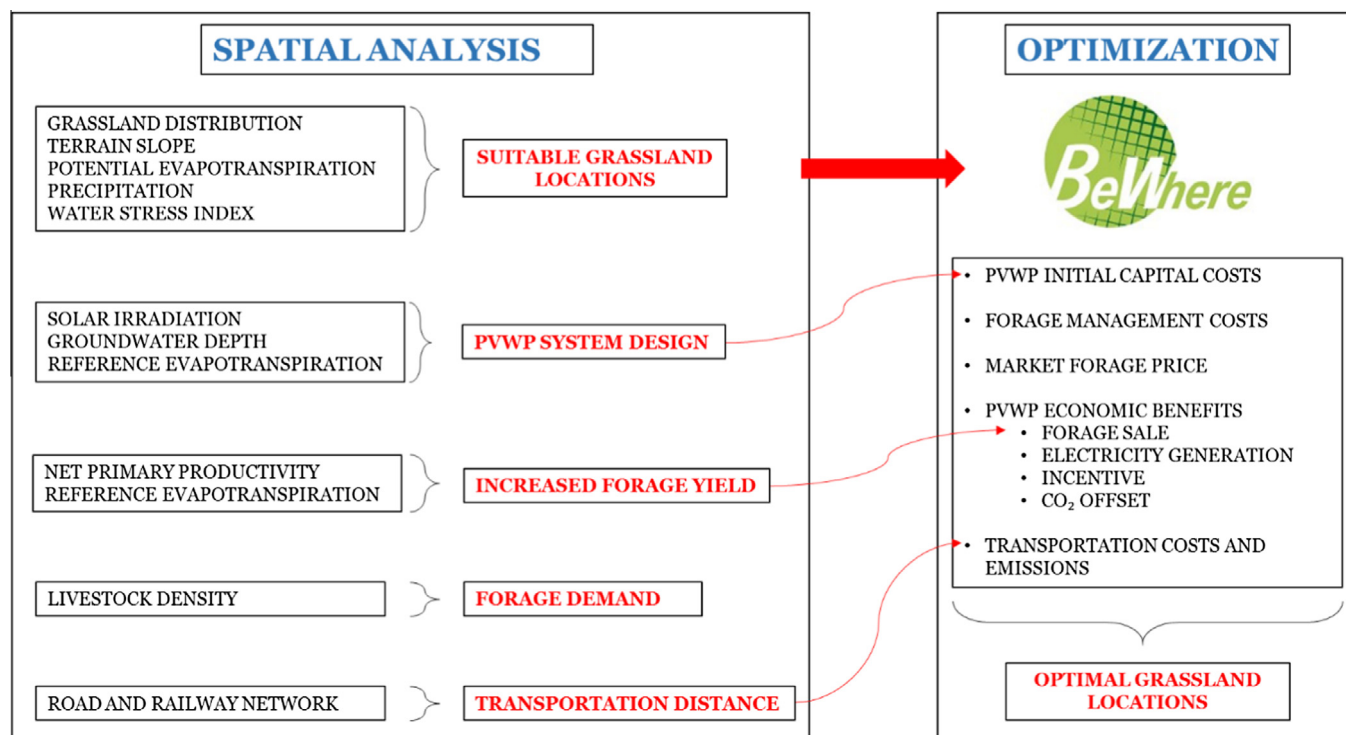 SPATIAL ANALYSIS
GRASSLAND DISTRIBUTION
TERRAIN SLOPE
POTENTIAL EVAPOTRANSPIRATION
PRECIPITATION
WATER STRESS INDEX
SUITABLE GRASSLAND
LOCATIONS
SOLAR IRRADIATION
GROUNDWATER DEPTH
REFERENCE EVAPOTRANSPIRATION
PVWP SYSTEM DESIGN
NET PRIMARY PRODUCTIVITY
REFERENCE EVAPOTRANSPIRATION
INCREASED FORAGE YIELD
LIVESTOCK DENSITY
FORAGE DEMAND
ROAD AND RAILWAY NETWORK
TRANSPORTATION DISTANCE
OPTIMIZATION
BeWhere
• PVWP INITIAL CAPITAL COSTS
• FORAGE MANAGEMENT COSTS
• MARKET FORAGE PRICE
• PVWP ECONOMIC BENEFITS
• FORAGE SALE
• ELECTRICITY GENERATION
• INCENTIVE
• CO₂ OFFSET
• TRANSPORTATION COSTS AND
EMISSIONS
OPTIMAL GRASSLAND
LOCATIONS